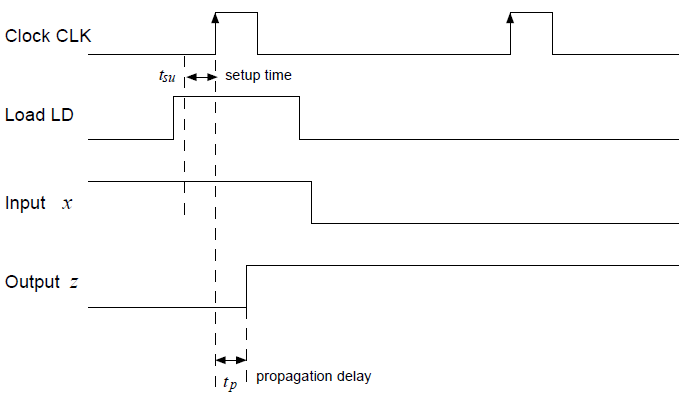 Clock CLK
tsu setup time
Load LD
Input x
Output z
tp propagation delay